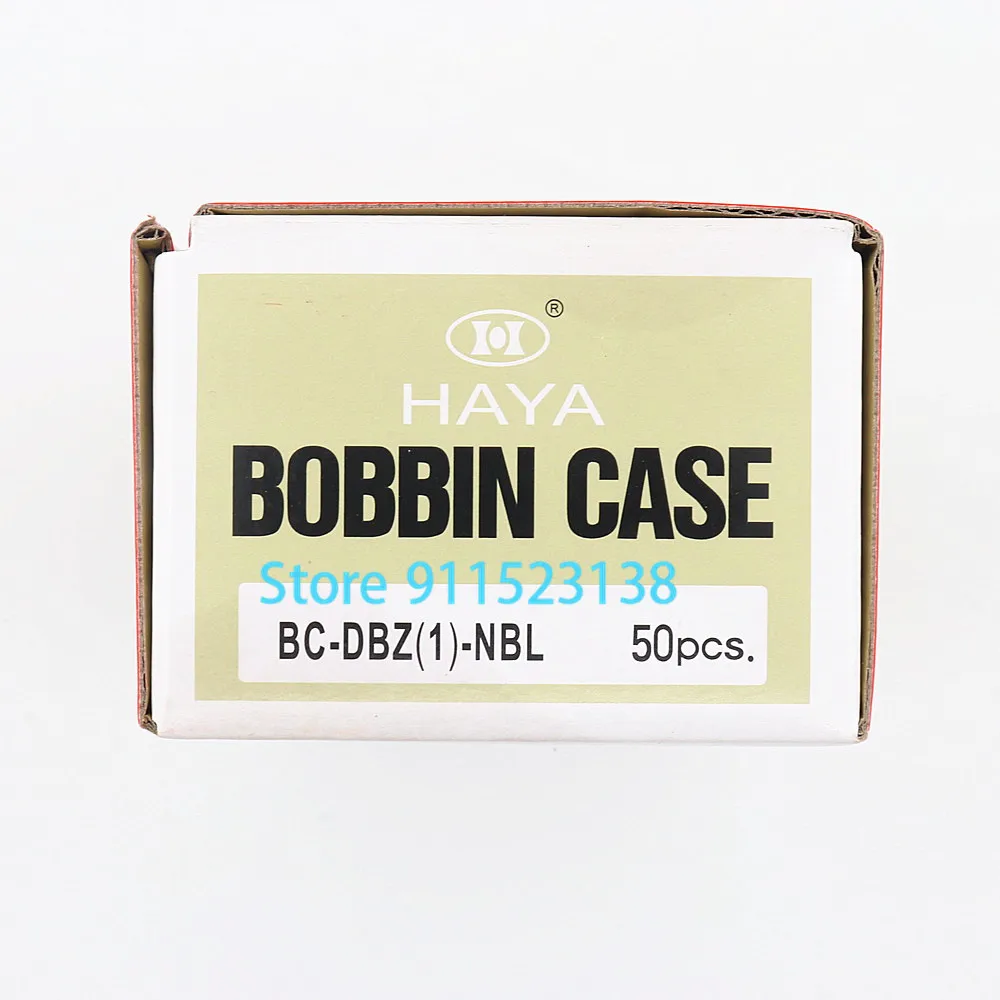 ®
HAYA
BOBBIN CASE
Store 911523138
BC-DBZ(1)-NBL 50pcs.